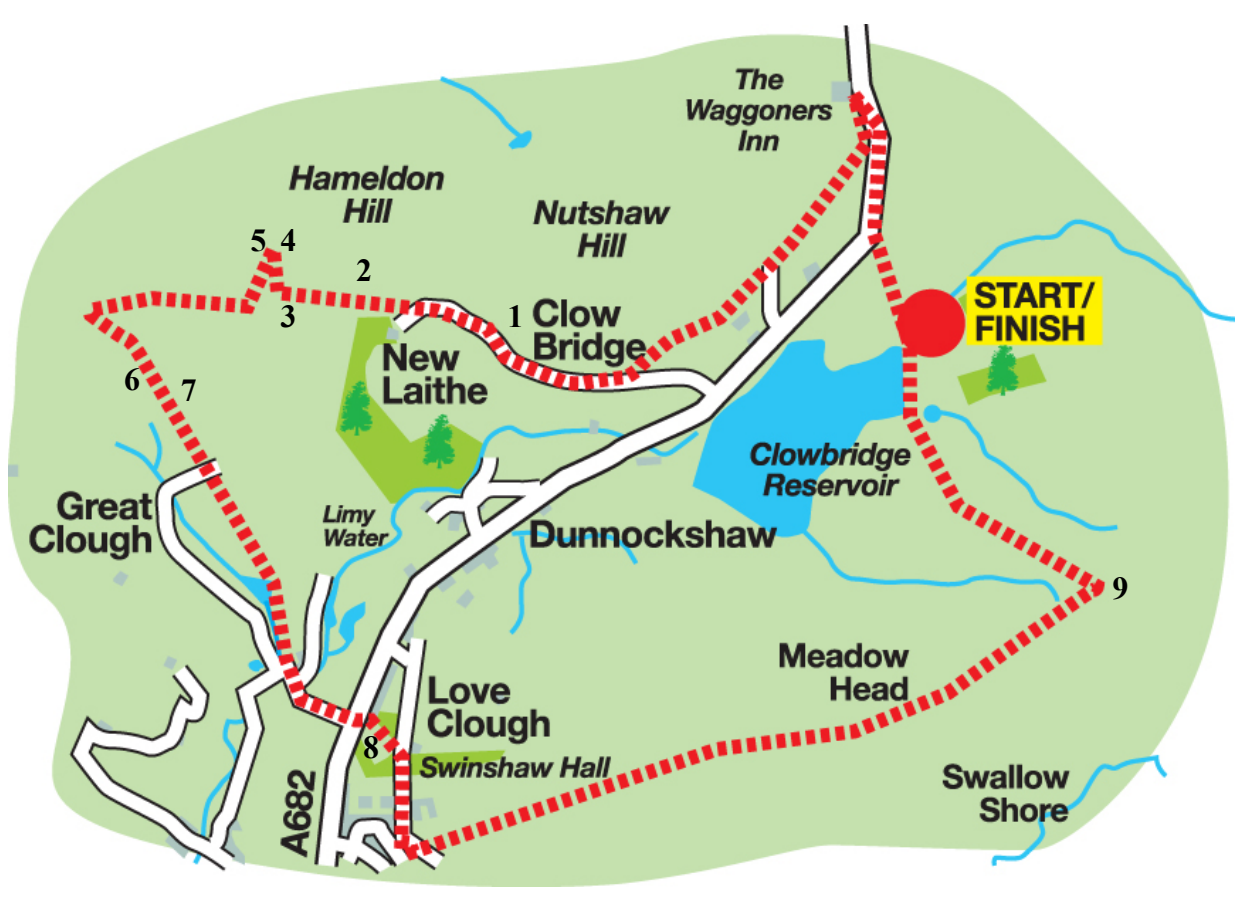 The
Waggoners
Inn
Hameldon
Hill
Nutshaw
Hill
5 4
2
3
1
Clow
Bridge
START/
FINISH
New
Laithe
6
7
Clowbridge
Reservoir
Great
Clough
Limy
Water
Dunnockshaw
9
Meadow
Head
Love
Clough
8
Swinshaw Hall
A682
Swallow
Shore